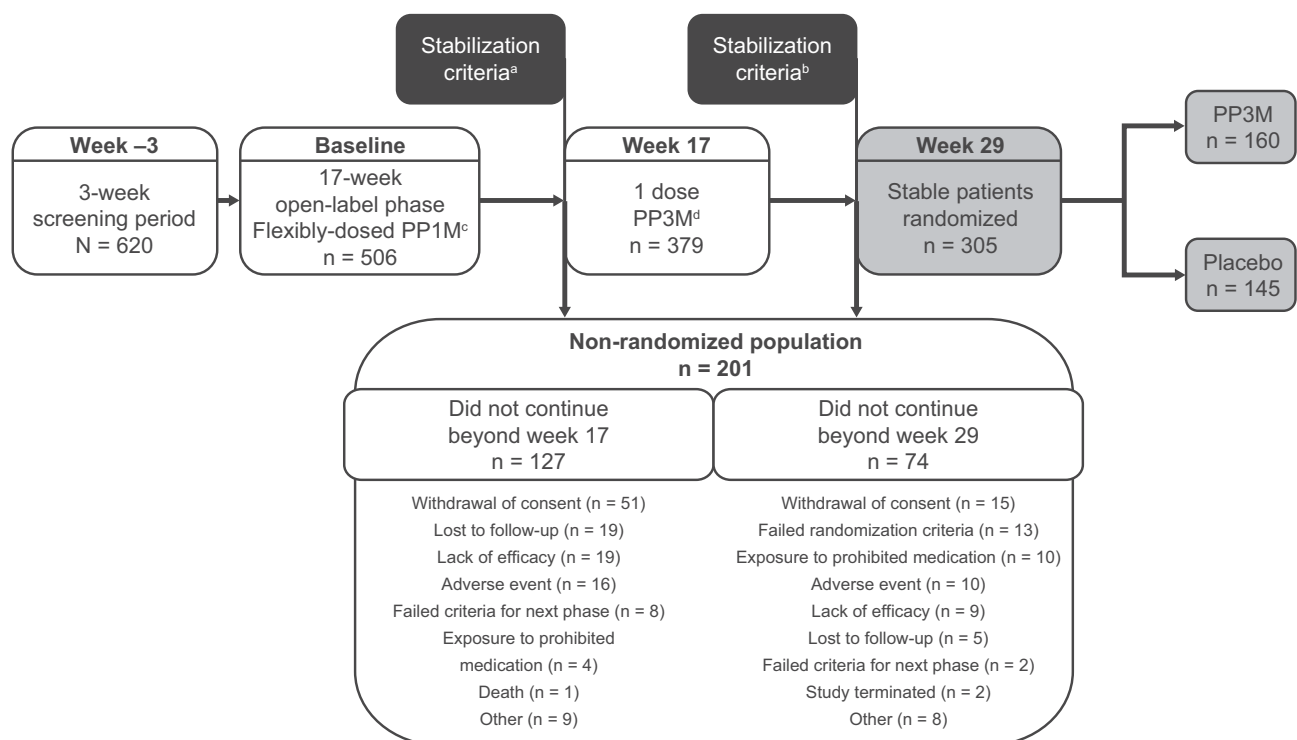 Stabilization
criteriaᵃ
Stabilization
criteriaᵇ
Week –3
3-week
screening period
N = 620
Baseline
17-week
open-label phase
Flexibly-dosed PP1Mᶜ
n = 506
Week 17
1 dose
PP3Mᵈ
n = 379
Week 29
Stable patients
randomized
n = 305
PP3M
n = 160
Placebo
n = 145
Non-randomized population
n = 201
Did not continue
beyond week 17
n = 127
Withdrawal of consent (n = 51)
Lost to follow-up (n = 19)
Lack of efficacy (n = 19)
Adverse event (n = 16)
Failed criteria for next phase (n = 8)
Exposure to prohibited
medication (n = 4)
Death (n = 1)
Other (n = 9)
Did not continue
beyond week 29
n = 74
Withdrawal of consent (n = 15)
Failed randomization criteria (n = 13)
Exposure to prohibited medication (n = 10)
Adverse event (n = 10)
Lack of efficacy (n = 9)
Lost to follow-up (n = 5)
Failed criteria for next phase (n = 2)
Study terminated (n = 2)
Other (n = 8)